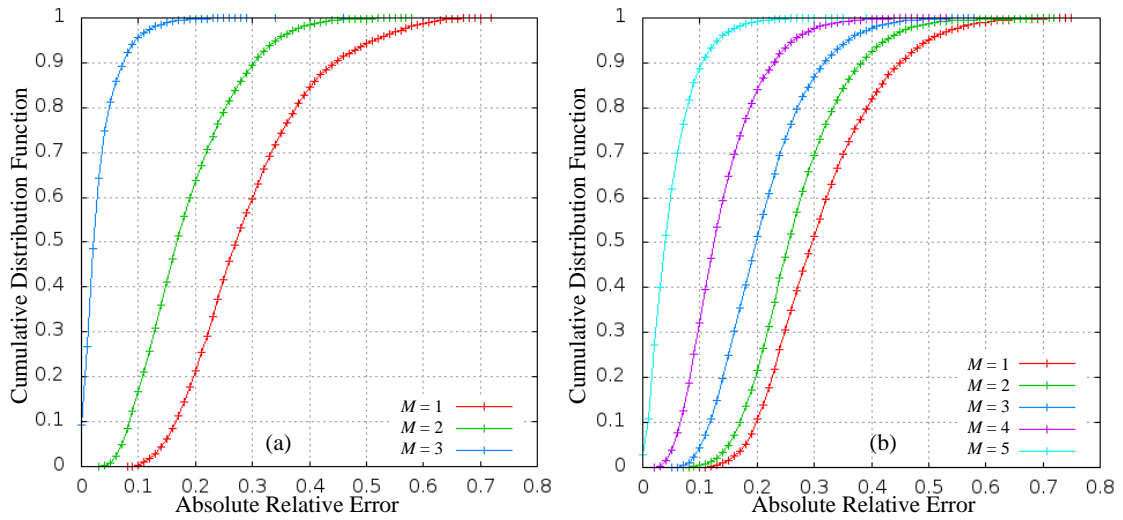 Cumulative Distribution Function
1
0.9
0.8
0.7
0.6
0.5
0.4
0.3
0.2
0.1
0
M = 1
M = 2
M = 3
(a)
0 0.1 0.2 0.3 0.4 0.5 0.6 0.7 0.8
Absolute Relative Error
Cumulative Distribution Function
1
0.9
0.8
0.7
0.6
0.5
0.4
0.3
0.2
0.1
0
M = 1
M = 2
M = 3
M = 4
M = 5
(b)
0 0.1 0.2 0.3 0.4 0.5 0.6 0.7 0.8
Absolute Relative Error